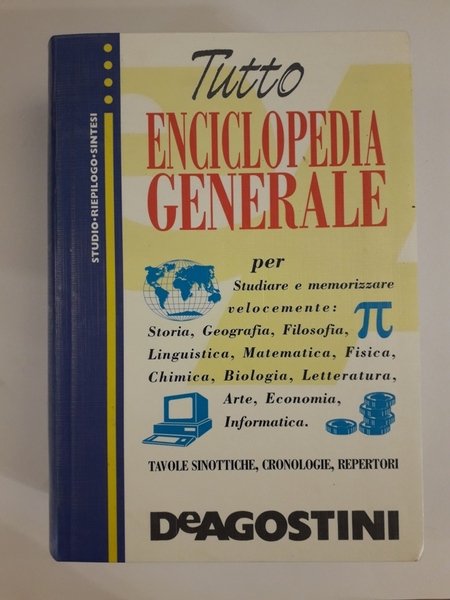 STUDIO•RIEPILOGO•SINTESI
Tutto
ENCICLOPEDIA
GENERALE
per
Studiare e memorizzare
velocemente:
Storia, Geografia, Filosofia,
π
Linguistica, Matematica, Fisica,
Chimica, Biologia, Letteratura,
Arte, Economia,
Informatica.
TAVOLE SINOTTICHE, CRONOLOGIE, REPERTORI
DeAGOSTINI